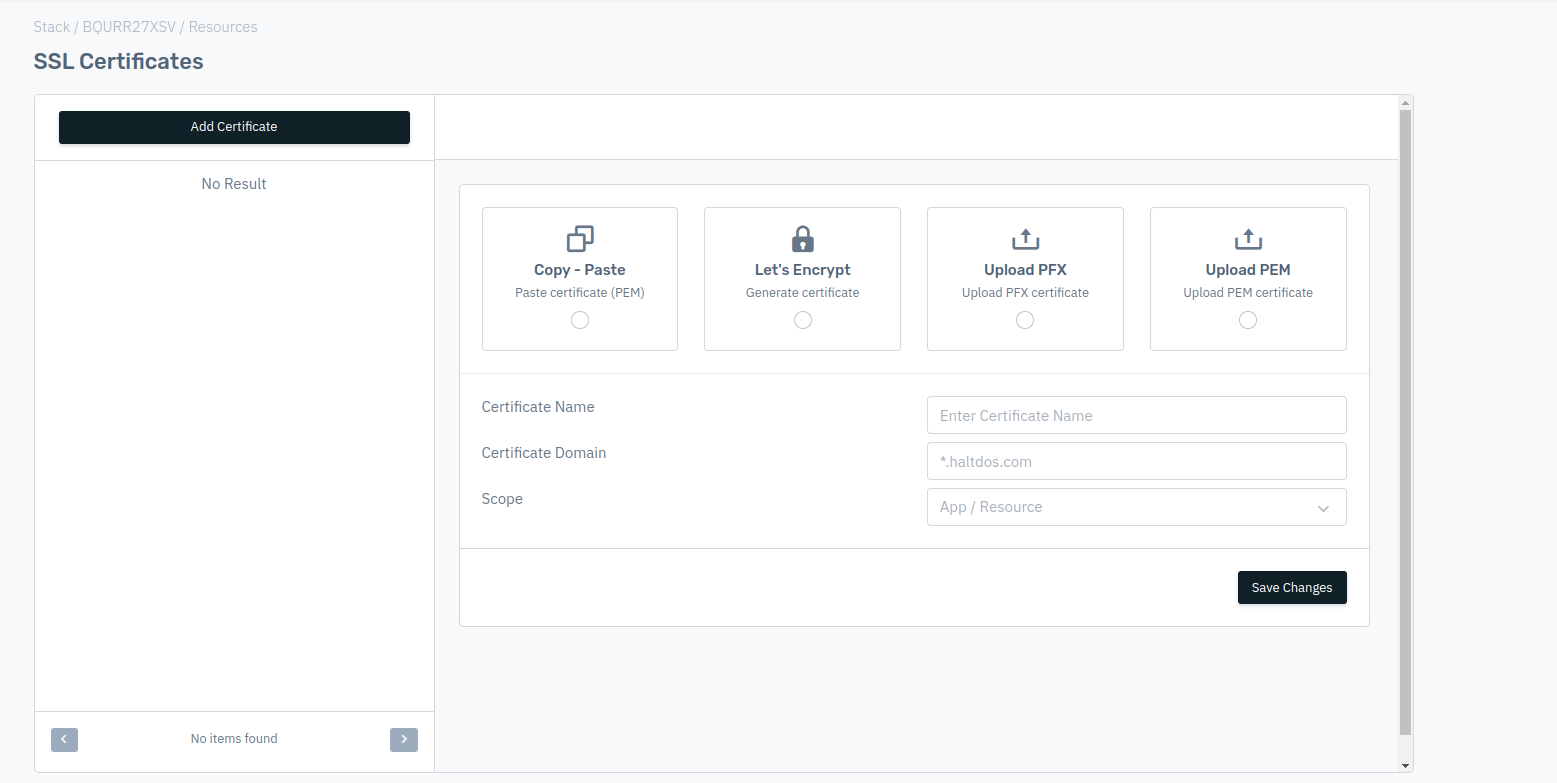 Stack / BQURR27XSV / Resources
SSL Certificates
Add Certificate
No Result
No items found
Copy - Paste
Paste certificate (PEM)
Let's Encrypt
Generate certificate
Upload PFX
Upload PFX certificate
Upload PEM
Upload PEM certificate
Certificate Name
Enter Certificate Name
Certificate Domain
*.haltdos.com
Scope
App / Resource
Save Changes